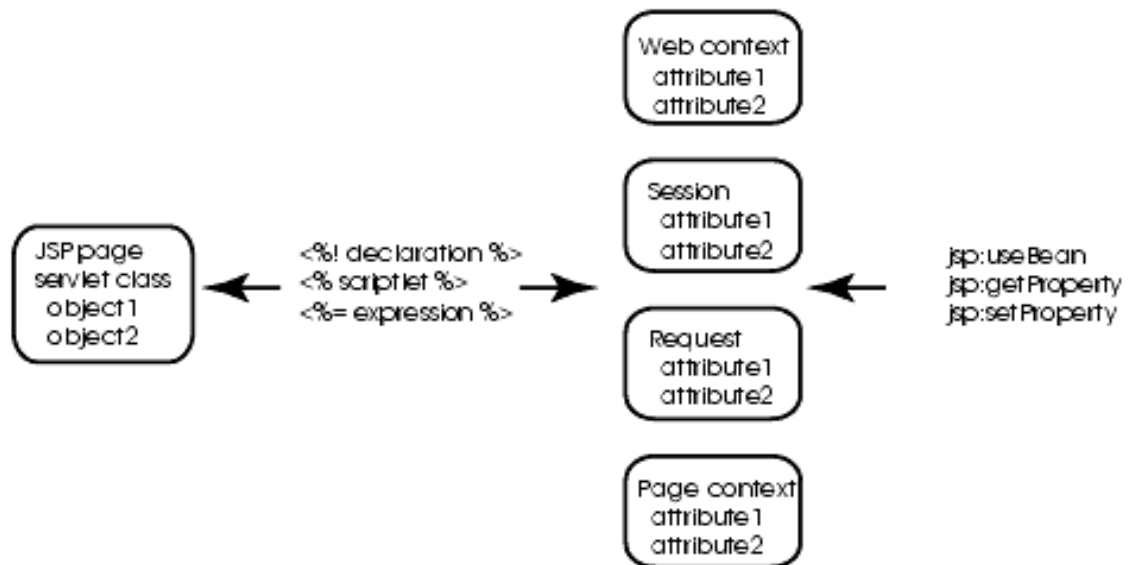 JSP page
servlet class
object1
object2
<%! declaration %>
<% scriptlet %>
<%= expression %>
Web context
attribute1
attribute2
Session
attribute1
attribute2
Request
attribute1
attribute2
Page context
attribute1
attribute2
jsp:useBean
jsp:getProperty
jsp:setProperty